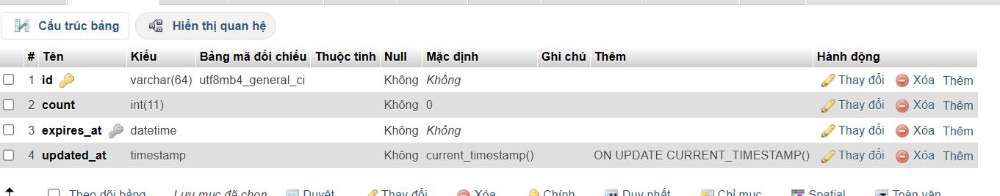 Cấu trúc bảng Hiển thị quan hệ
# Tên Kiểu Bảng mã đối chiếu Thuộc tính Null Mặc định Ghi chú Thêm Hành động
1 id varchar(64) utf8mb4_general_ci Không Không Thay đổi Xóa Thêm
2 count int(11) Không 0 Thay đổi Xóa Thêm
3 expires_at datetime Không Không Thay đổi Xóa Thêm
4 updated_at timestamp Không current_timestamp() ON UPDATE CURRENT_TIMESTAMP() Thay đổi Xóa Thêm
Theo dõi bảng Lưu mục đã chọn Duyệt Thay đổi Xóa Chính Duy nhất Chỉ mục Spatial Toàn văn